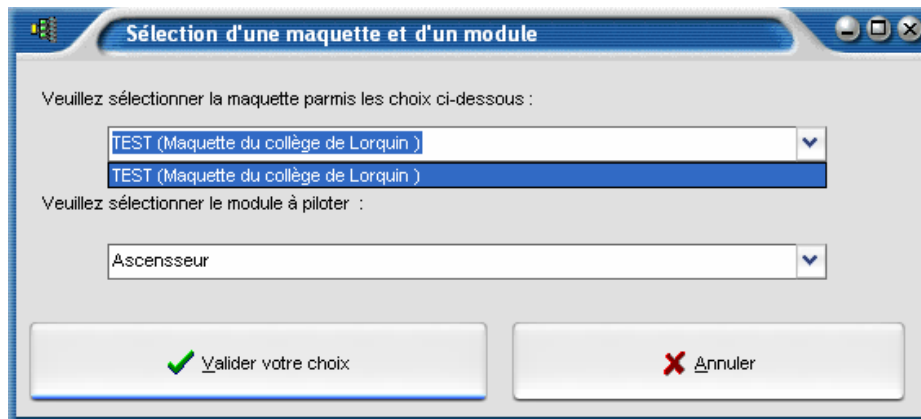 Sélection d'une maquette et d'un module
Veuillez sélectionner la maquette parmis les choix ci-dessous :
TEST (Maquette du collège de Lorquin )
TEST (Maquette du collège de Lorquin )
Veuillez sélectionner le module à piloter :
Ascensseur
Valider votre choix
Annuler